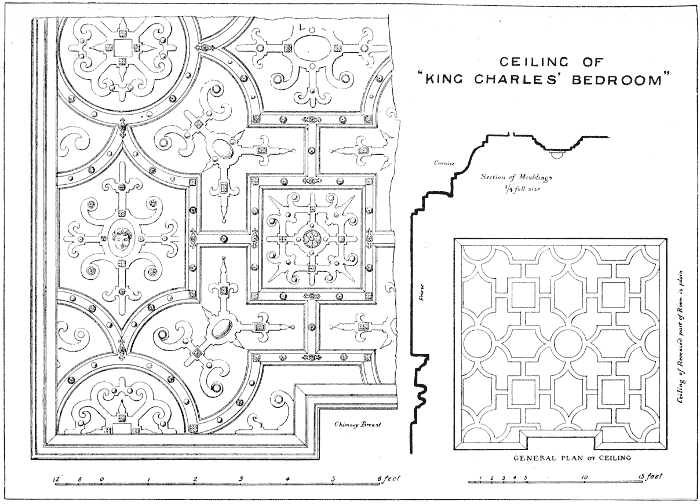 CEILING OF
"KING CHARLES' BEDROOM"
Cornice
Section of Mouldings
¼ full size
Frieze
Ceiling of Recessed part of Room is plain
Chimney Breast
GENERAL PLAN OF CEILING
12 6 0 1 2 3 4 5 6 feet
1 2 3 4 5 10 15 feet